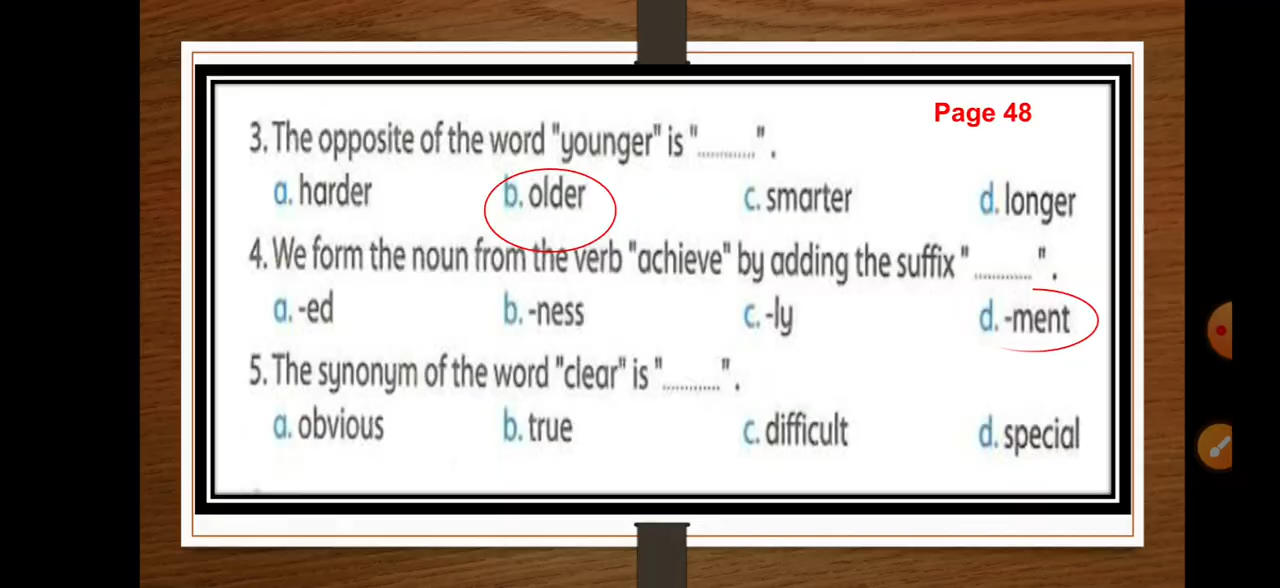 Page 48
3. The opposite of the word "younger" is "............" .
a. harder b. older c. smarter d. longer
4. We form the noun from the verb "achieve" by adding the suffix "............" .
a. -ed b. -ness c. -ly d. -ment
5. The synonym of the word "clear" is "............" .
a. obvious b. true c. difficult d. special